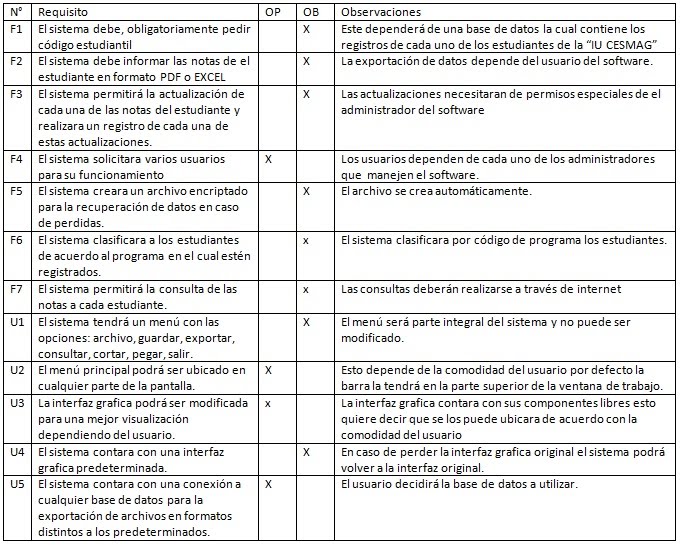 N° Requisito OP OB Observaciones
F1 El sistema debe, obligatoriamente pedir X Este dependerá de una base de datos la cual contiene los
código estudiantil registros de cada uno de los estudiantes de la “IU CESMAG”
F2 El sistema debe informar las notas de el X La exportación de datos depende del usuario del software.
estudiante en formato PDF o EXCEL
F3 El sistema permitirá la actualización de X Las actualizaciones necesitaran de permisos especiales de el
cada una de las notas del estudiante y administrador del software
realizara un registro de cada una de
estas actualizaciones.
F4 El sistema solicitara varios usuarios X Los usuarios dependen de cada uno de los administradores
para su funcionamiento que manejen el software.
F5 El sistema creara un archivo encriptado X El archivo se crea automáticamente.
para la recuperación de datos en caso
de perdidas.
F6 El sistema clasificara a los estudiantes x El sistema clasificara por código de programa los estudiantes.
de acuerdo al programa en el cual estén
registrados.
F7 El sistema permitirá la consulta de las x Las consultas deberán realizarse a través de internet
notas a cada estudiante.
U1 El sistema tendrá un menú con las X El menú será parte integral del sistema y no puede ser
opciones: archivo, guardar, exportar, modificado.
consultar, cortar, pegar, salir.
U2 El menú principal podrá ser ubicado en X Esto depende de la comodidad del usuario por defecto la
cualquier parte de la pantalla. barra la tendrá en la parte superior de la ventana de trabajo.
U3 La interfaz grafica podrá ser modificada x La interfaz grafica contara con sus componentes libres esto
para una mejor visualización quiere decir que se los puede ubicara de acuerdo con la
dependiendo del usuario. comodidad del usuario
U4 El sistema contara con una interfaz X En caso de perder la interfaz grafica original el sistema podrá
grafica predeterminada. volver a la interfaz original.
U5 El sistema contara con una conexión a X El usuario decidirá la base de datos a utilizar.
cualquier base de datos para la
exportación de archivos en formatos
distintos a los predeterminados.